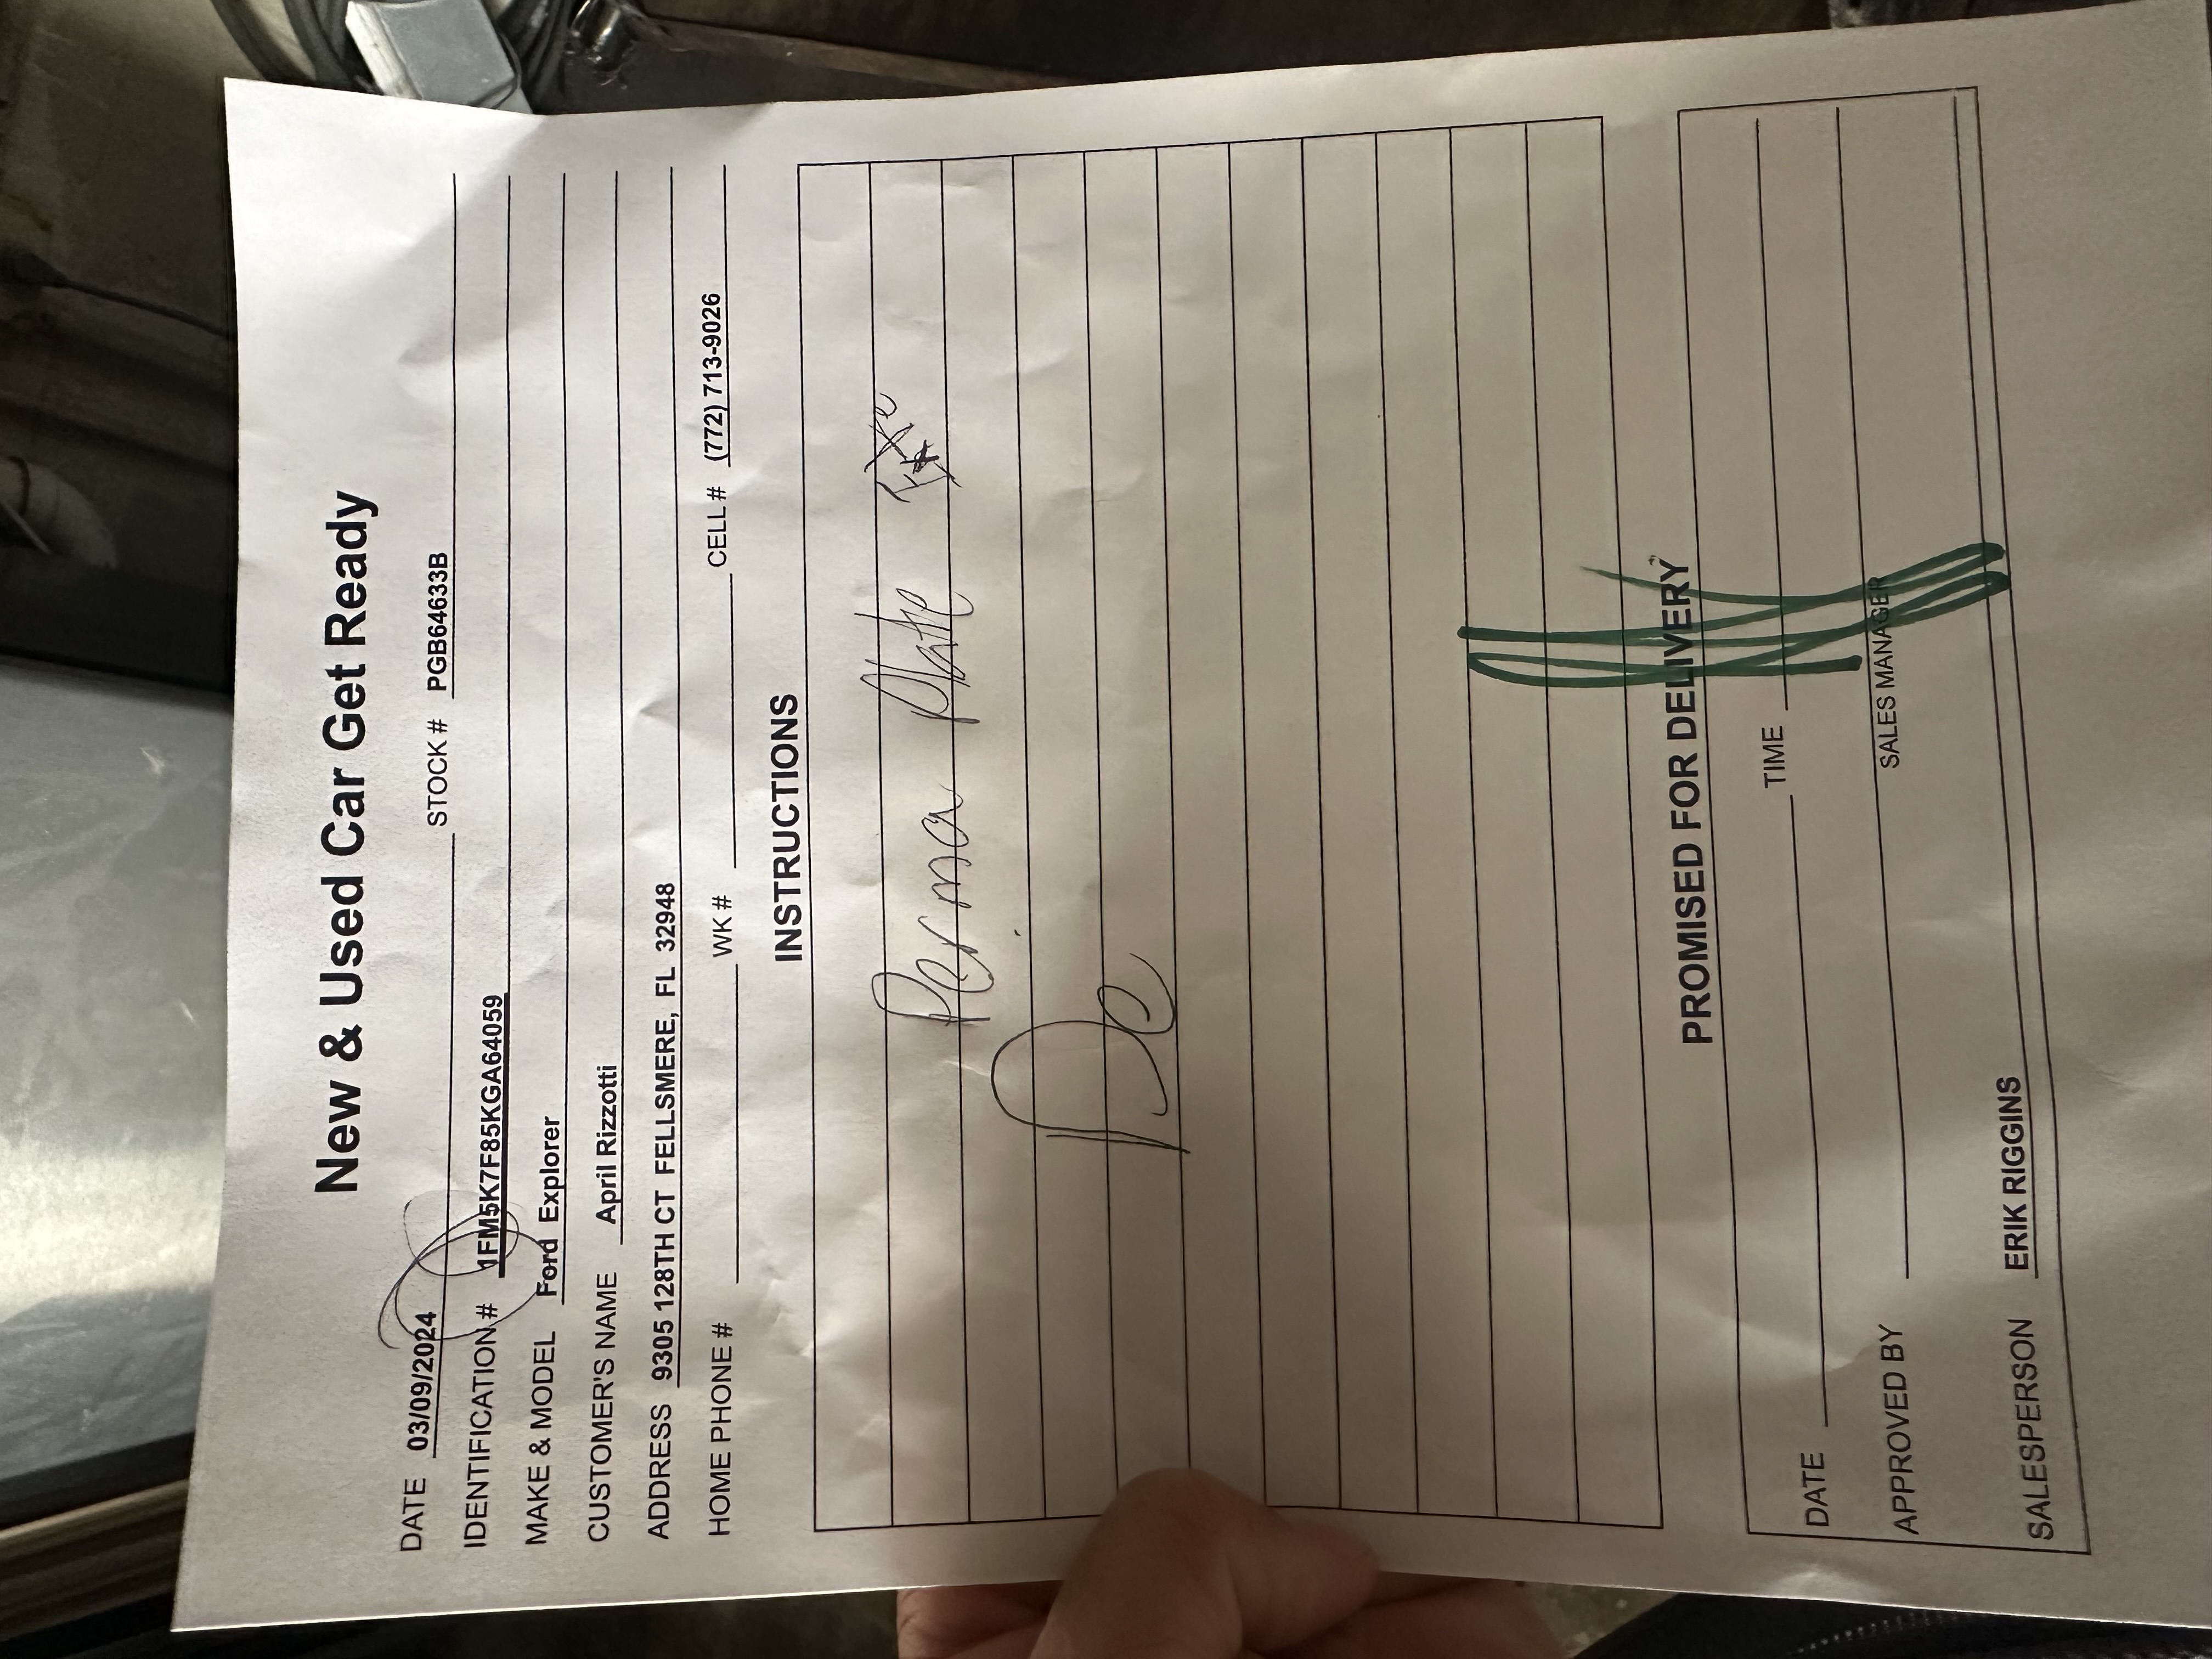 New & Used Car Get Ready
DATE 03/09/2024 STOCK # PGB64633B
IDENTIFICATION # 1FM5K7F85KGA64059
MAKE & MODEL Ford Explorer
CUSTOMER'S NAME April Rizzotti
ADDRESS 9305 128TH CT FELLSMERE, FL 32948
HOME PHONE # WK # CELL # (772) 713-9026
INSTRUCTIONS
Perma Plate
De
PROMISED FOR DELIVERY
DATE TIME
APPROVED BY
SALES MANAGER
SALESPERSON ERIK RIGGINS